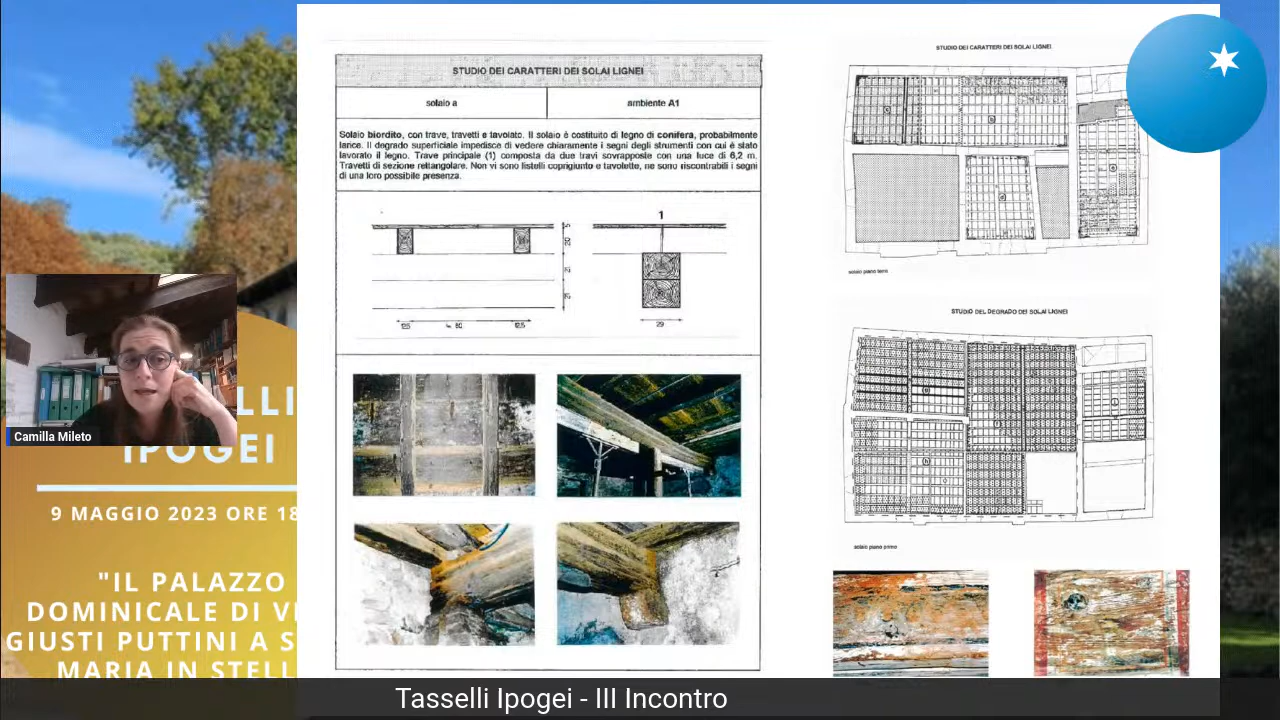 STUDIO DEI CARATTERI DEI SOLAI LIGNEI
solaio a
ambiente A1
Solaio biordito, con trave, travetti e tavolato. Il solaio è costituito di legno di conifera, probabilmente
larice. Il degrado superficiale impedisce di vedere chiaramente i segni degli strumenti con cui è stato
lavorato il legno. Trave principale (1) composta da due travi sovrapposte con una luce di 6,2 m.
Travetti di sezione rettangolare. Non vi sono listelli coprigiunto e tavolette, ne sono riscontrabili i segni
di una loro possibile presenza.
1
29
STUDIO DEI CARATTERI DEI SOLAI LIGNEI
solaio piano terra
STUDIO DEL DEGRADO DEI SOLAI LIGNEI
solaio piano primo
Camilla Mileto
LLI
IPOGEI
9 MAGGIO 2023 ORE 18
"IL PALAZZO
DOMINICALE DI VI
GIUSTI PUTTINI A S
MARIA IN STELL
Tasselli Ipogei - III Incontro